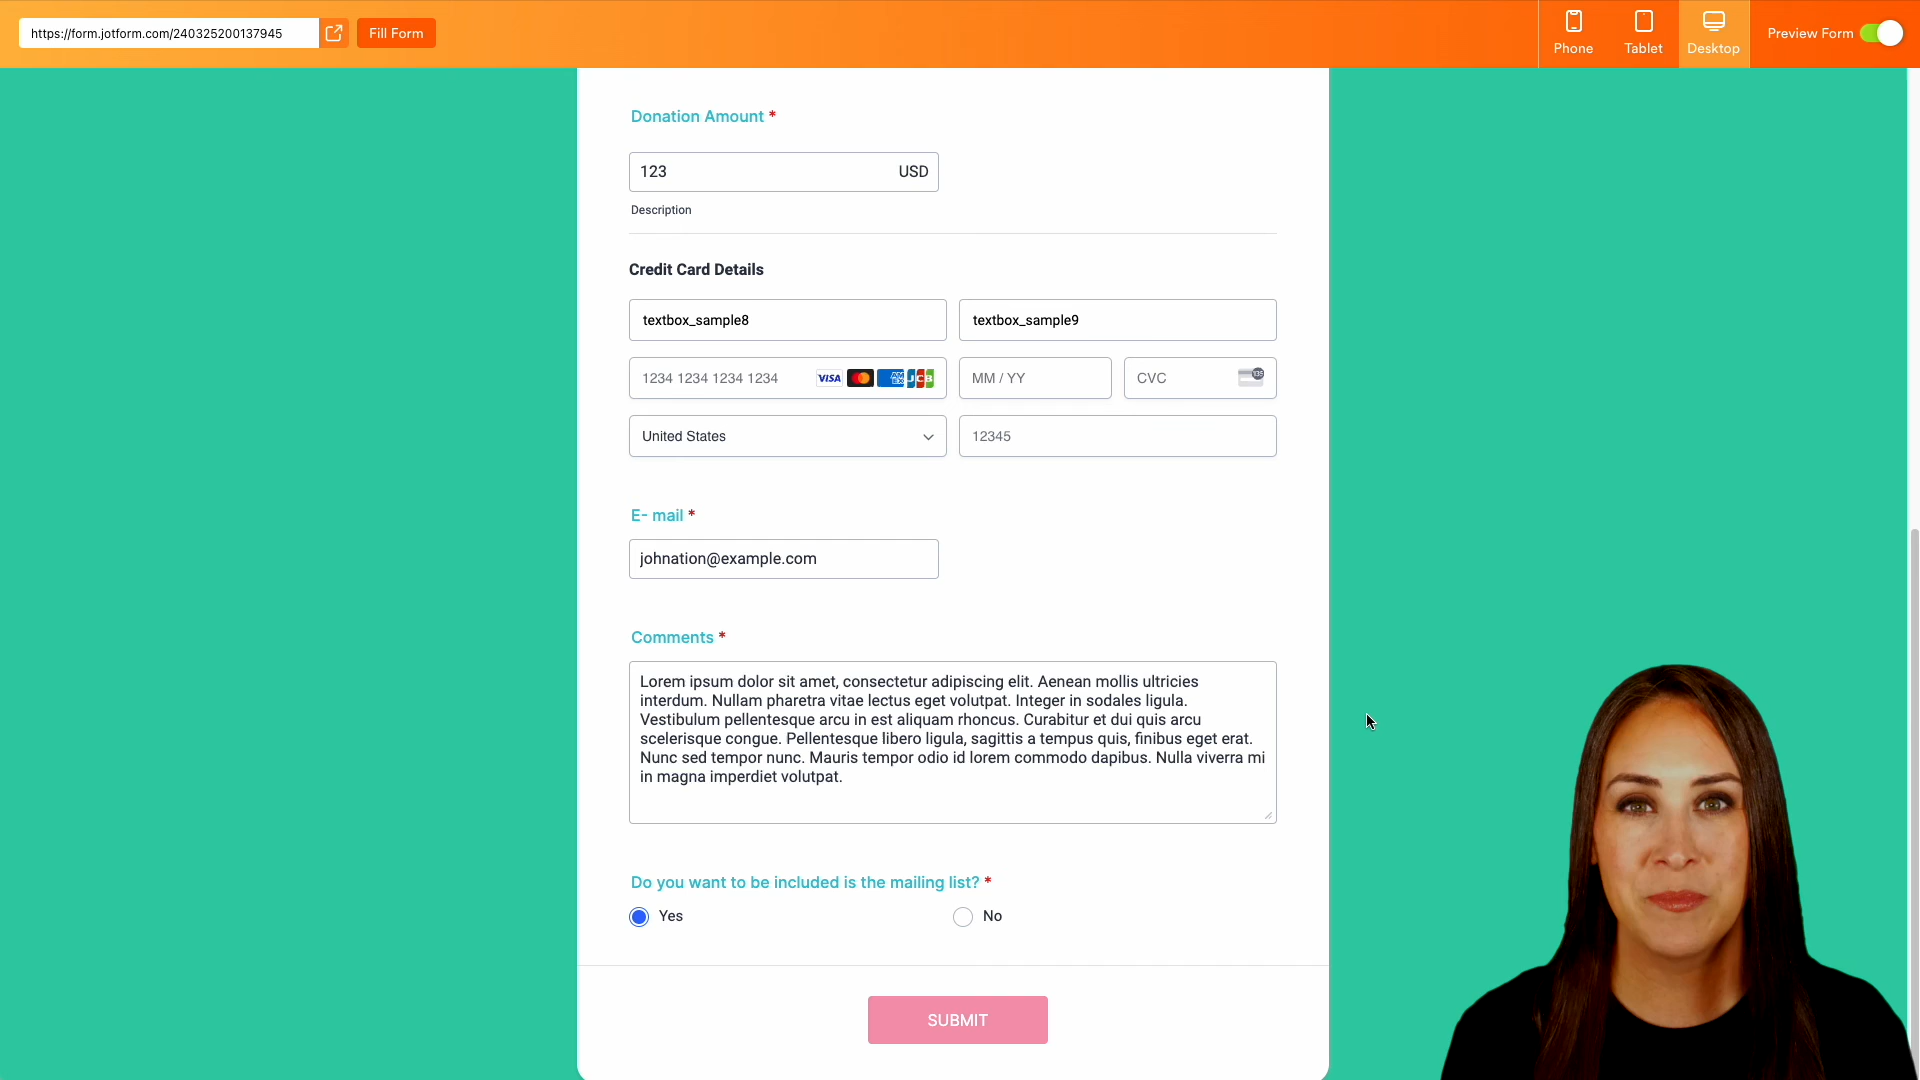 https://form.jotform.com/240325200137945
Fill Form
Phone
Tablet
Desktop
Preview Form
Donation Amount *
123
USD
Description
Credit Card Details
textbox_sample8
textbox_sample9
1234 1234 1234 1234
VISA
AM EX
JCB
MM / YY
CVC
135
United States
12345
E- mail *
johnation@example.com
Comments *
Lorem ipsum dolor sit amet, consectetur adipiscing elit. Aenean mollis ultricies
interdum. Nullam pharetra vitae lectus eget volutpat. Integer in sodales ligula.
Vestibulum pellentesque arcu in est aliquam rhoncus. Curabitur et dui quis arcu
scelerisque congue. Pellentesque libero ligula, sagittis a tempus quis, finibus eget erat.
Nunc sed tempor nunc. Mauris tempor odio id lorem commodo dapibus. Nulla viverra mi
in magna imperdiet volutpat.
Do you want to be included is the mailing list? *
Yes
No
SUBMIT